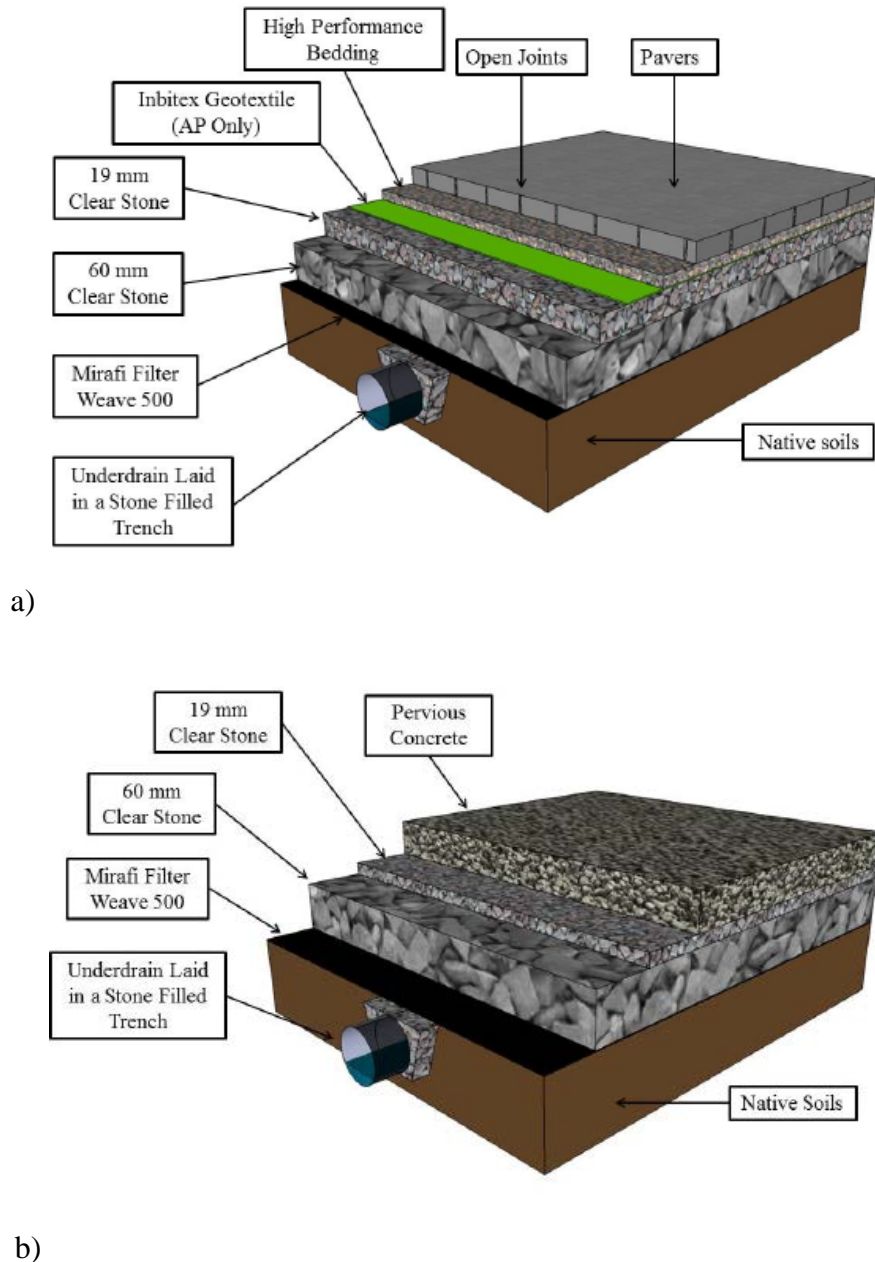 High Performance
Bedding
Open Joints
Pavers
Inbitex Geotextile
(AP Only)
19 mm
Clear Stone
60 mm
Clear Stone
Mirafi Filter
Weave 500
Native soils
Underdrain Laid
in a Stone Filled
Trench
a)
19 mm
Clear Stone
Pervious
Concrete
60 mm
Clear Stone
Mirafi Filter
Weave 500
Underdrain Laid
in a Stone Filled
Trench
Native Soils
b)